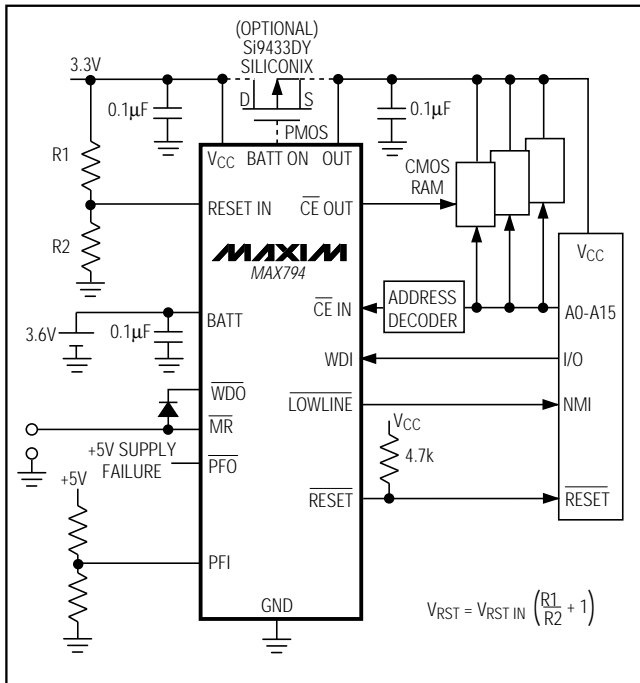 (OPTIONAL)
Si9433DY
SILICONIX
3.3V
D S
0.1µF
0.1µF
PMOS
R1
VCC BATT ON OUT
CMOS
RAM
RESET IN
CE OUT
R2
MAXIM
MAX794
VCC
ADDRESS
DECODER
CE IN
A0-A15
BATT
3.6V
0.1µF
WDI
I/O
WDO
LOWLINE
NMI
MR
VCC
+5V SUPPLY
FAILURE
PFO
4.7k
+5V
RESET
RESET
PFI
GND
VRST = VRST IN (R1/R2 + 1)